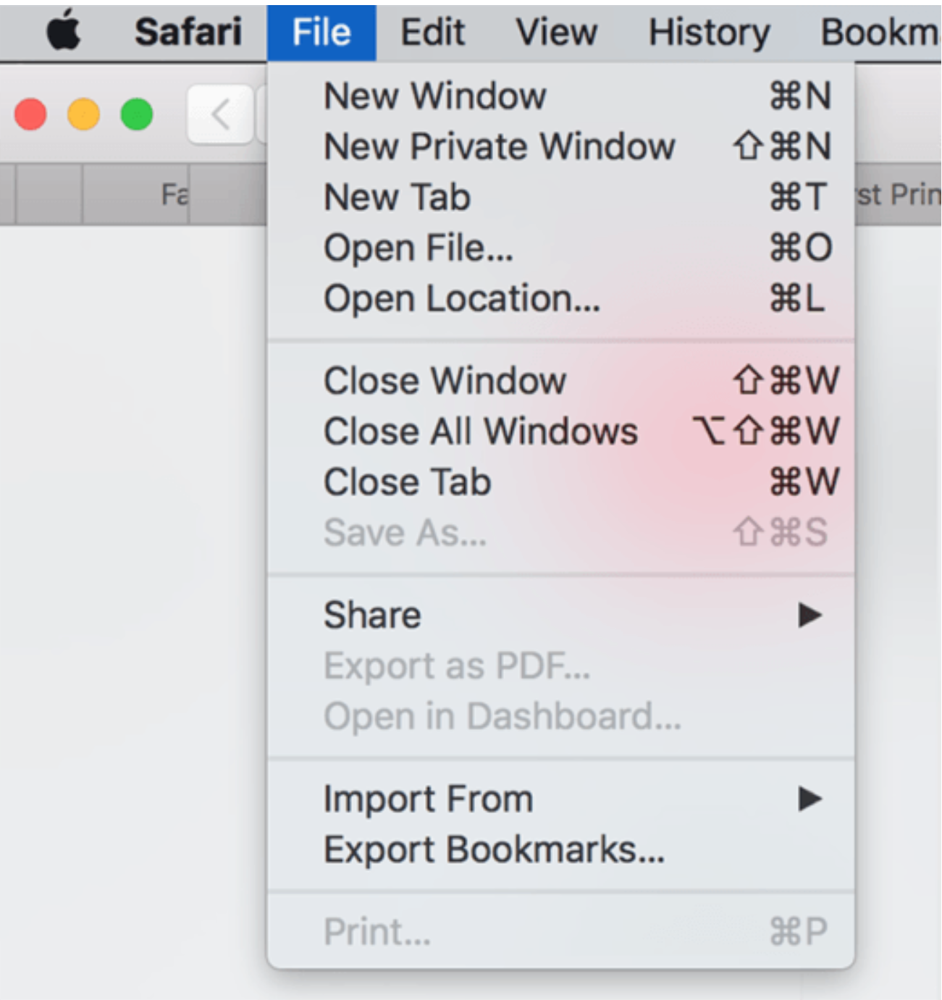 Safari File Edit View History Bookm
New Window ⌘N
New Private Window ⇧⌘N
New Tab ⌘T
Open File... ⌘O
Open Location... ⌘L
Close Window ⇧⌘W
Close All Windows ⌥⇧⌘W
Close Tab ⌘W
Save As... ⇧⌘S
Share ▶
Export as PDF...
Open in Dashboard...
Import From ▶
Export Bookmarks...
Print... ⌘P
Fa
st Prin